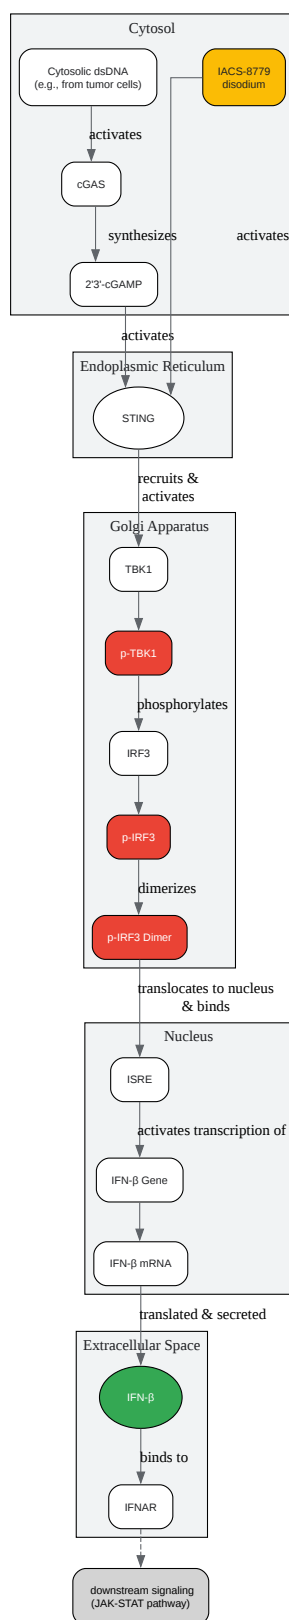 Cytosol
Cytosolic dsDNA
(e.g., from tumor cells)
IACS-8779
disodium
activates
cGAS
synthesizes
activates
2'3'-cGAMP
activates
Endoplasmic Reticulum
STING
recruits &
activates
Golgi Apparatus
TBK1
p-TBK1
phosphorylates
IRF3
p-IRF3
dimerizes
p-IRF3 Dimer
translocates to nucleus
& binds
Nucleus
ISRE
activates transcription of
IFN-β Gene
IFN-β mRNA
translated & secreted
Extracellular Space
IFN-β
binds to
IFNAR
downstream signaling
(JAK-STAT pathway)